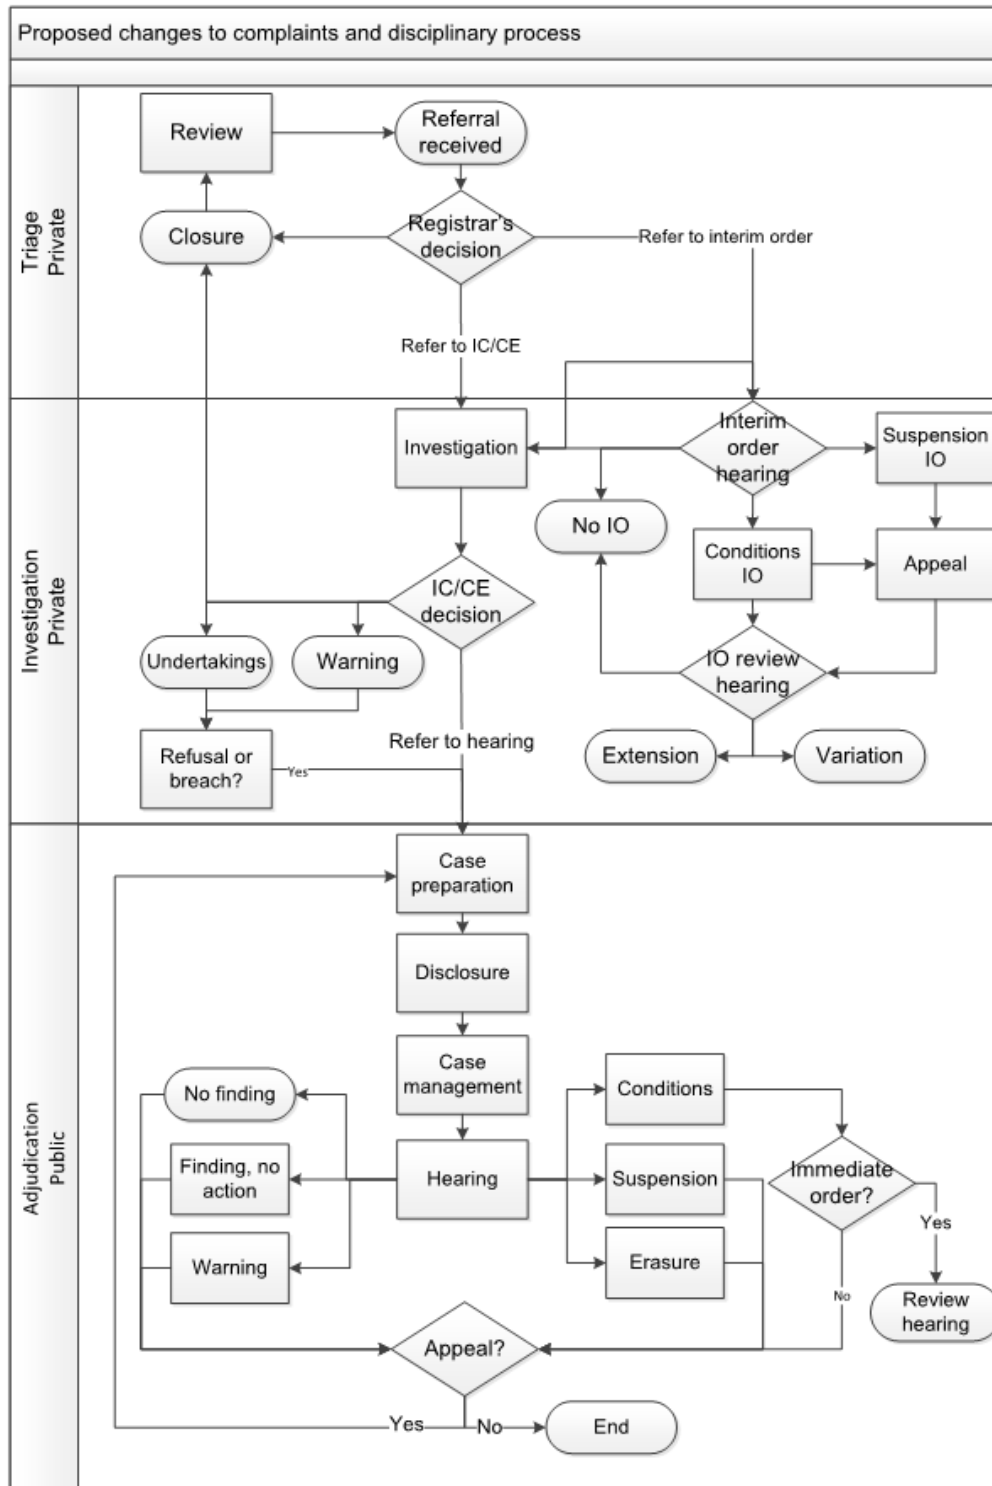 Proposed changes to complaints and disciplinary process
Triage
Private
Review
Referral
received
Closure
Registrar's
decision
Refer to interim order
Refer to IC/CE
Investigation
Private
Investigation
Interim
order
hearing
Suspension
IO
No IO
Conditions
IO
Appeal
IC/CE
decision
Undertakings
Warning
IO review
hearing
Refer to hearing
Refusal or
breach?
Yes
Extension
Variation
Adjudication
Public
Case
preparation
Disclosure
Case
management
No finding
Conditions
Finding, no
action
Hearing
Suspension
Immediate
order?
Yes
Warning
Erasure
No
Review
hearing
Appeal?
Yes
No
End